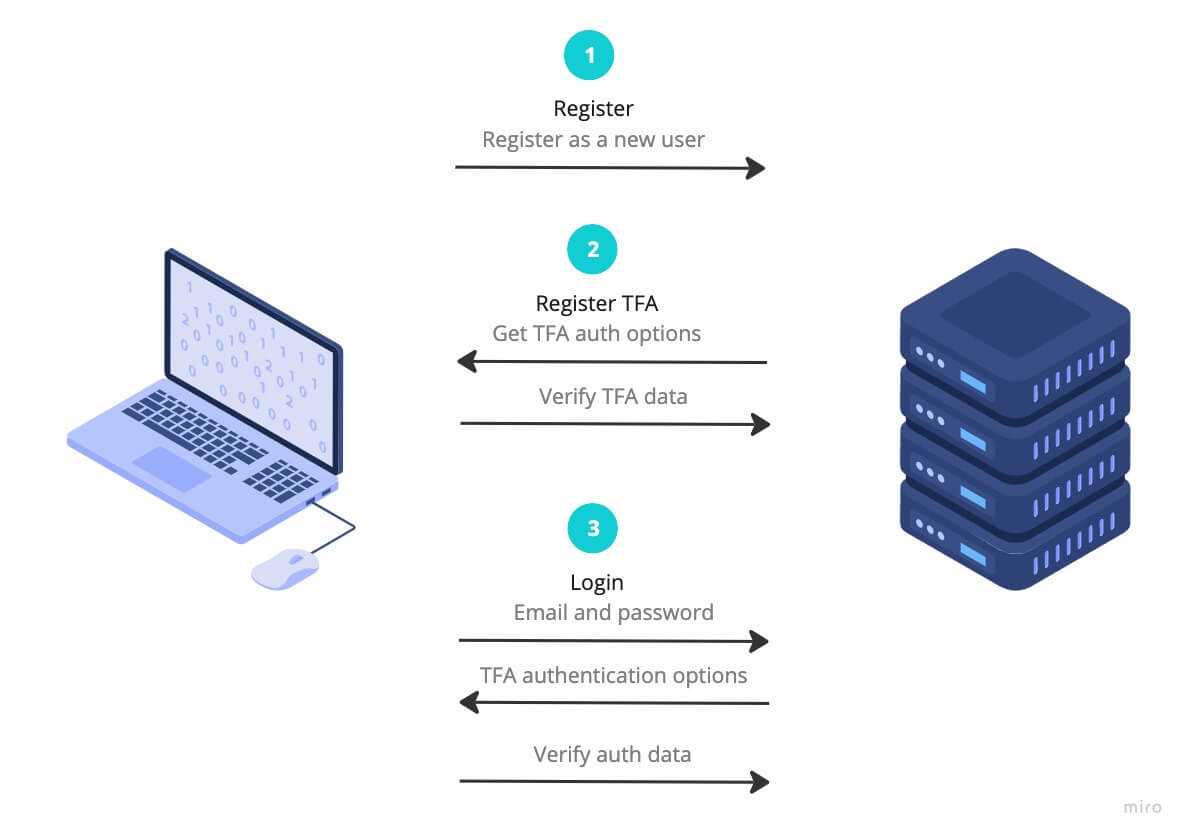 1
Register
Register as a new user
2
Register TFA
Get TFA auth options
Verify TFA data
3
Login
Email and password
TFA authentication options
Verify auth data
miro